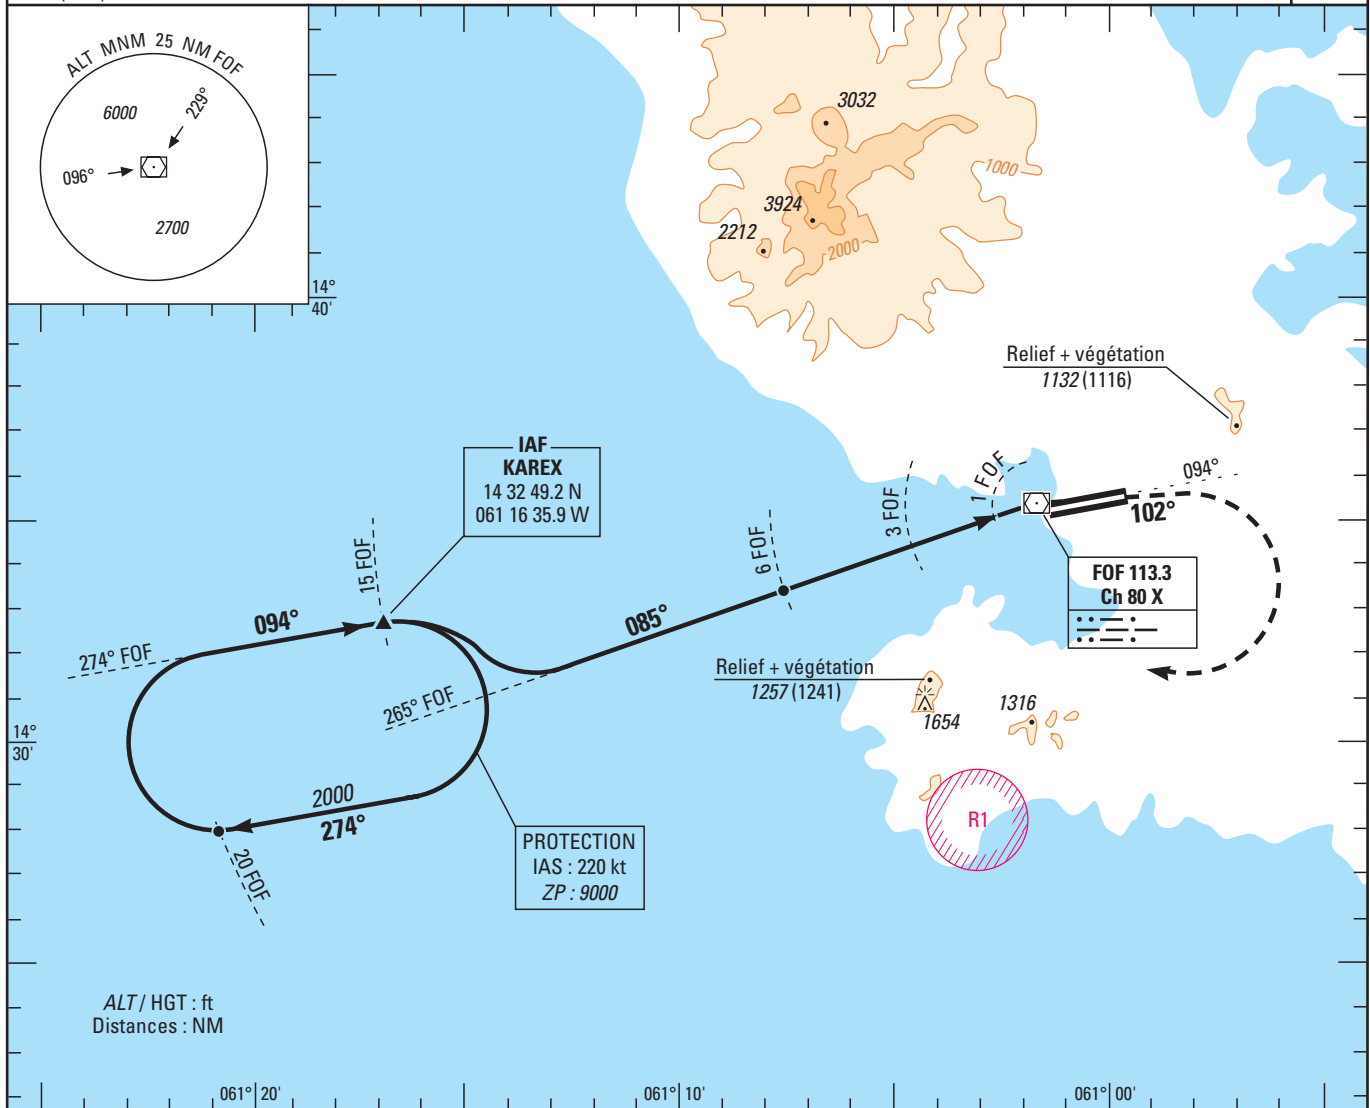 ALT MNM 25 NM FOF
6000
229°
096°
2700
3032
1000
3924
2212
2000
14°
40'
Relief + végétation
1132 (1116)
IAF
KAREX
14 32 49.2 N
061 16 35.9 W
15 FOF
6 FOF
3 FOF
1 FOF
094°
102°
FOF 113.3
Ch 80 X
094°
274° FOF
085°
265° FOF
Relief + végétation
1257 (1241)
1654
1316
14°
30'
2000
274°
20 FOF
PROTECTION
IAS : 220 kt
ZP : 9000
R1
ALT / HGT : ft
Distances : NM
061° 20'
061° 10'
061° 00'